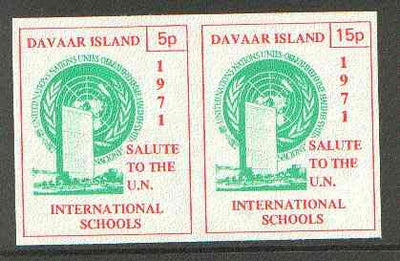 DAVAAR ISLAND 5p
1971
SALUTE
TO THE
U.N.
INTERNATIONAL
SCHOOLS
DAVAAR ISLAND 15p
1971
SALUTE
TO THE
U.N.
INTERNATIONAL
SCHOOLS